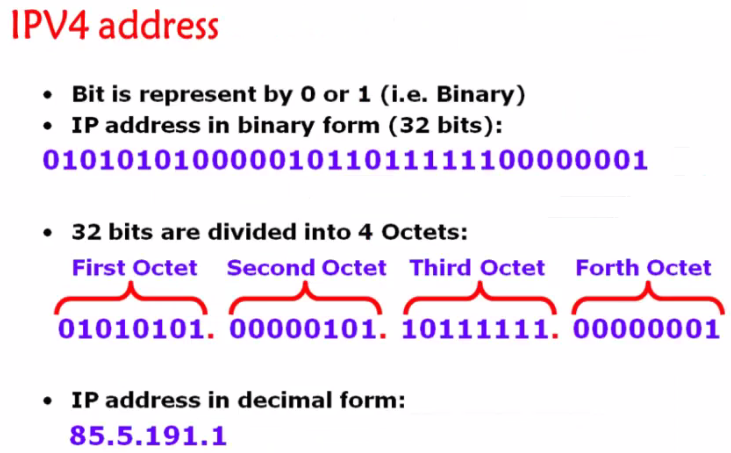 IPV4 address
• Bit is represent by 0 or 1 (i.e. Binary)
• IP address in binary form (32 bits):
01010101000001011011111100000001
• 32 bits are divided into 4 Octets:
First Octet Second Octet Third Octet Forth Octet
01010101. 00000101. 10111111. 00000001
• IP address in decimal form:
85.5.191.1